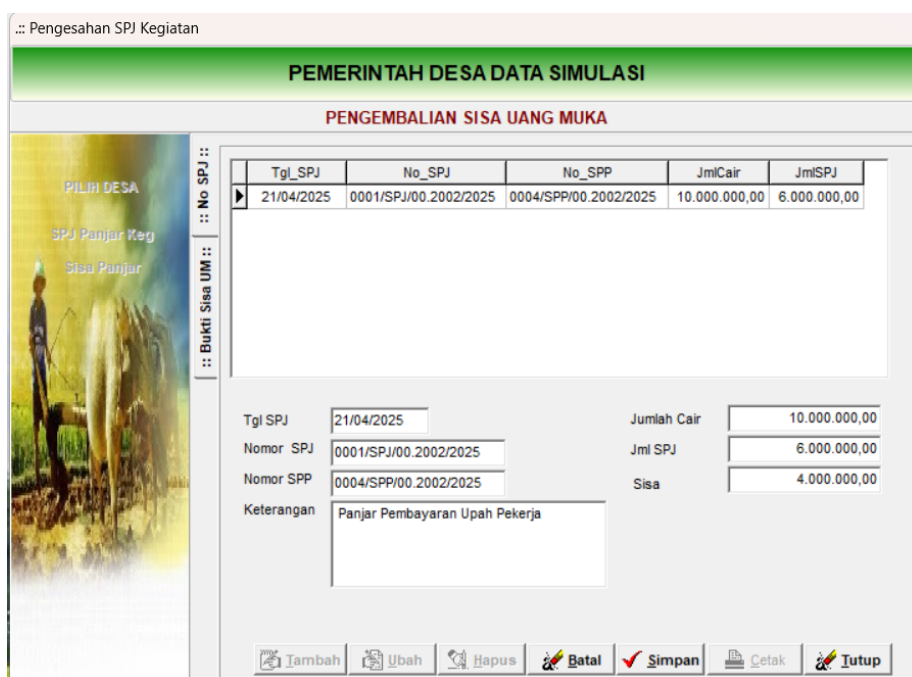 .:: Pengesahan SPJ Kegiatan
PEMERINTAH DESA DATA SIMULASI
PENGEMBALIAN SISA UANG MUKA
PILIH DESA
SPJ Panjar Keg
Sisa Panjar
:: No SPJ ::
:: Bukti Sisa UM ::
Tgl_SPJ No_SPJ No_SPP JmlCair JmlSPJ
21/04/2025 0001/SPJ/00.2002/2025 0004/SPP/00.2002/2025 10.000.000,00 6.000.000,00
Tgl SPJ 21/04/2025 Jumlah Cair 10.000.000,00
Nomor SPJ 0001/SPJ/00.2002/2025 Jml SPJ 6.000.000,00
Nomor SPP 0004/SPP/00.2002/2025 Sisa 4.000.000,00
Keterangan Panjar Pembayaran Upah Pekerja
Tambah Ubah Hapus Batal Simpan Cetak Tutup